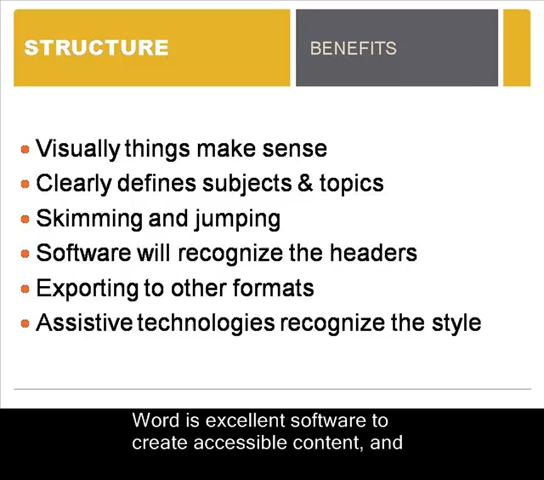 STRUCTURE
BENEFITS
Visually things make sense
Clearly defines subjects & topics
Skimming and jumping
Software will recognize the headers
Exporting to other formats
Assistive technologies recognize the style
Word is excellent software to
create accessible content, and